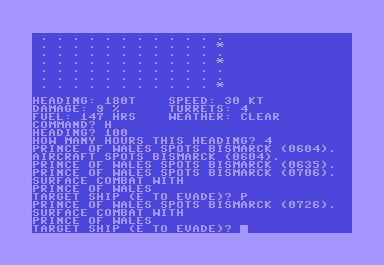 . . . . . . . . . . . .
*
. . . . . . . . . . . .
*
. . . . . . . . . . . .
. . . . . . . . . . . .
*
HEADING: 180T SPEED: 30 KT
DAMAGE: 9 % TURRETS: 4
FUEL: 147 HRS WEATHER: CLEAR
COMMAND? H
HEADING? 100
HOW MANY HOURS THIS HEADING? 4
PRINCE OF WALES SPOTS BISMARCK (0604).
AIRCRAFT SPOTS BISMARCK (0604).
PRINCE OF WALES SPOTS BISMARCK (0635).
PRINCE OF WALES SPOTS BISMARCK (0706).
SURFACE COMBAT WITH
PRINCE OF WALES
TARGET SHIP (E TO EVADE)? P
PRINCE OF WALES SPOTS BISMARCK (0726).
SURFACE COMBAT WITH
PRINCE OF WALES
TARGET SHIP (E TO EVADE)?